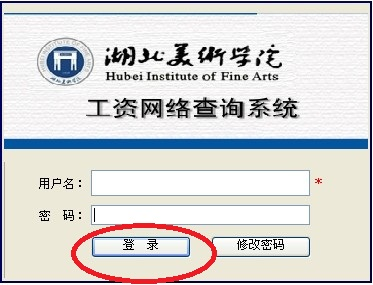 湖北美術学院
Hubei Institute of Fine Arts
工资网络查询系统
用户名： *
密 码：
登 录 修改密码